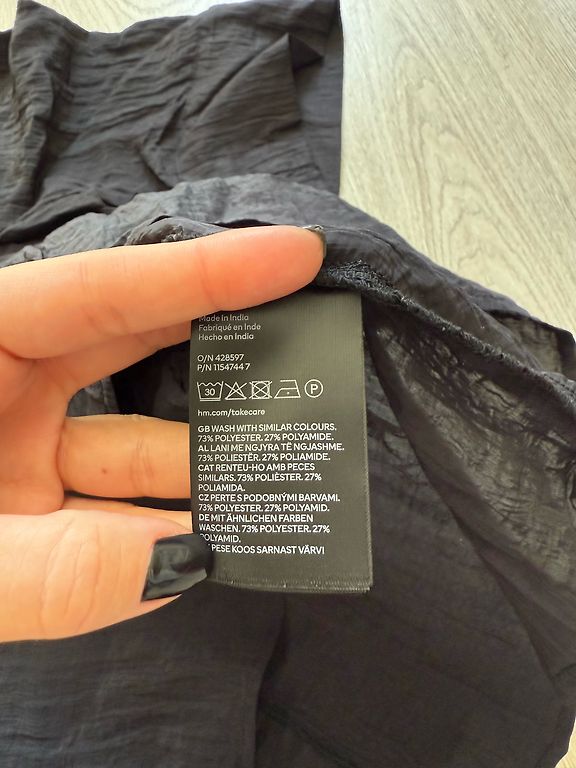 Made in India
Fabriqué en Inde
Hecho en Índia
O/N 428597
P/N 11547447
30 P
hm.com/takecare
GB WASH WITH SIMILAR COLOURS.
73% POLYESTER. 27% POLYAMIDE.
AL LANI ME NGJYRA TË NGJASHME.
73% POLIESTËR. 27% POLIAMIDE.
CAT RENTEU-HO AMB PECES
SIMILARS. 73% POLIÈSTER. 27%
POLIAMIDA.
CZ PERTE S PODOBNÝMI BARVAMI.
73% POLYESTER. 27% POLYAMID.
DE MIT ÄHNLICHEN FARBEN
WASCHEN. 73% POLYESTER. 27%
POLYAMID.
PESE KOOS SARNAST VÄRVI